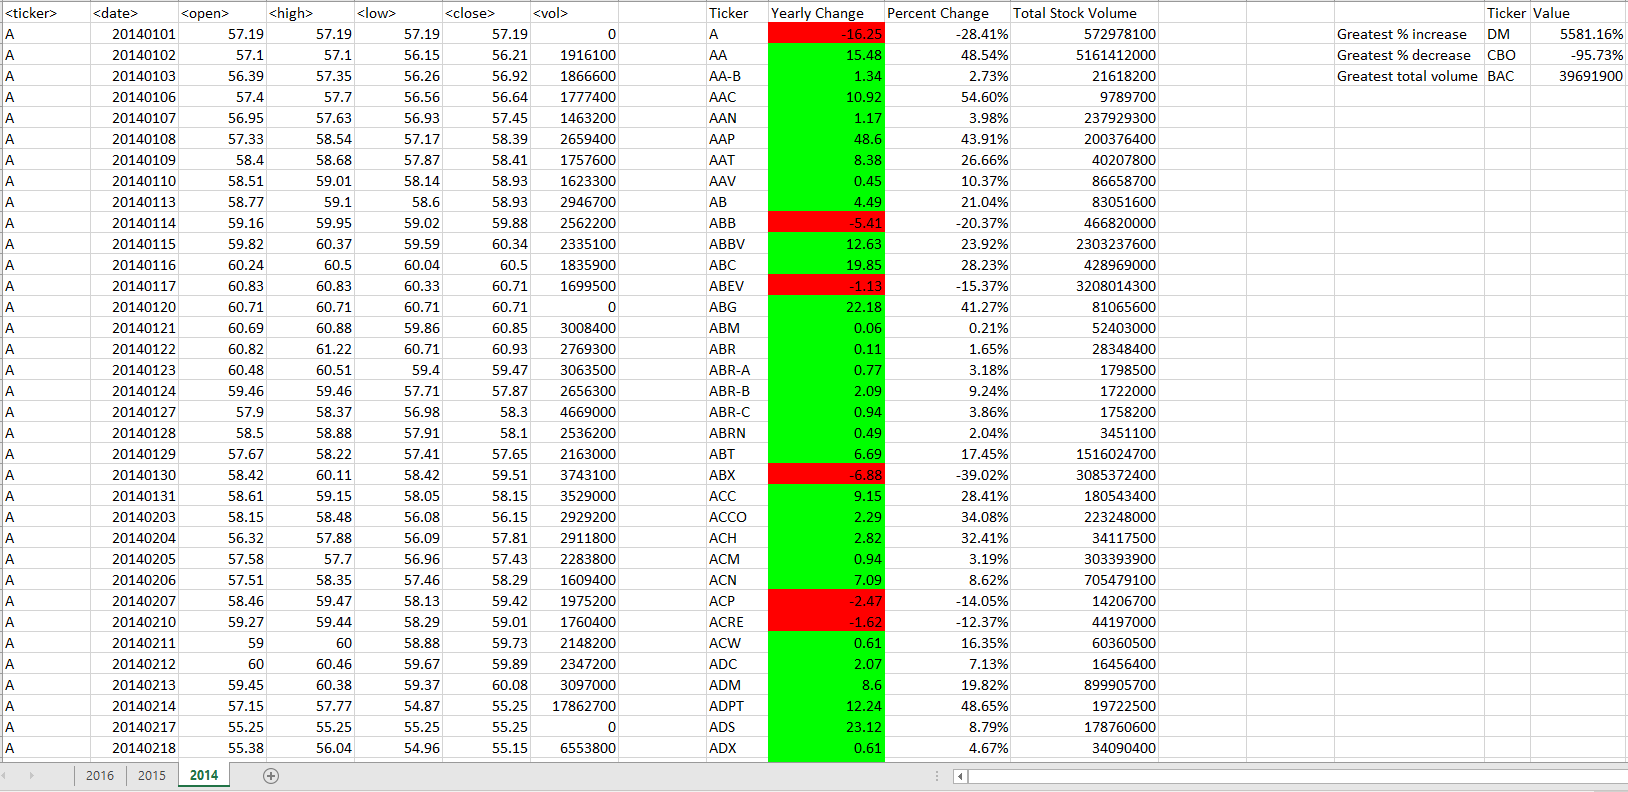 <ticker> <date> <open> <high> <low> <close> <vol> Ticker Yearly Change Percent Change Total Stock Volume Ticker Value
A 20140101 57.19 57.19 57.19 57.19 0 A -16.25 -28.41% 572978100 Greatest % increase DM 5581.16%
A 20140102 57.1 57.1 56.15 56.21 1916100 AA 15.48 48.54% 5161412000 Greatest % decrease CBO -95.73%
A 20140103 56.39 57.35 56.26 56.92 1866600 AA-B 1.34 2.73% 21618200 Greatest total volume BAC 39691900
A 20140106 57.4 57.7 56.56 56.64 1777400 AAC 10.92 54.60% 9789700
A 20140107 56.95 57.63 56.93 57.45 1463200 AAN 1.17 3.98% 237929300
A 20140108 57.33 58.54 57.17 58.39 2659400 AAP 48.6 43.91% 200376400
A 20140109 58.4 58.68 57.87 58.41 1757600 AAT 8.38 26.66% 40207800
A 20140110 58.51 59.01 58.14 58.93 1623300 AAV 0.45 10.37% 86658700
A 20140113 58.77 59.1 58.6 58.93 2946700 AB 4.49 21.04% 83051600
A 20140114 59.16 59.95 59.02 59.88 2562200 ABB -5.41 -20.37% 466820000
A 20140115 59.82 60.37 59.59 60.34 2335100 ABBV 12.63 23.92% 2303237600
A 20140116 60.24 60.5 60.04 60.5 1835900 ABC 19.85 28.23% 428969000
A 20140117 60.83 60.83 60.33 60.71 1699500 ABEV -1.13 -15.37% 3208014300
A 20140120 60.71 60.71 60.71 60.71 0 ABG 22.18 41.27% 81065600
A 20140121 60.69 60.88 59.86 60.85 3008400 ABM 0.06 0.21% 52403000
A 20140122 60.82 61.22 60.71 60.93 2769300 ABR 0.11 1.65% 28348400
A 20140123 60.48 60.51 59.4 59.47 3063500 ABR-A 0.77 3.18% 1798500
A 20140124 59.46 59.46 57.71 57.87 2656300 ABR-B 2.09 9.24% 1722000
A 20140127 57.9 58.37 56.98 58.3 4669000 ABR-C 0.94 3.86% 1758200
A 20140128 58.5 58.88 57.91 58.1 2536200 ABRN 0.49 2.04% 3451100
A 20140129 57.67 58.22 57.41 57.65 2163000 ABT 6.69 17.45% 1516024700
A 20140130 58.42 60.11 58.42 59.51 3743100 ABX -6.88 -39.02% 3085372400
A 20140131 58.61 59.15 58.05 58.15 3529000 ACC 9.15 28.41% 180543400
A 20140203 58.15 58.48 56.08 56.15 2929200 ACCO 2.29 34.08% 223248000
A 20140204 56.32 57.88 56.09 57.81 2911800 ACH 2.82 32.41% 34117500
A 20140205 57.58 57.7 56.96 57.43 2283800 ACM 0.94 3.19% 303393900
A 20140206 57.51 58.35 57.46 58.29 1609400 ACN 7.09 8.62% 705479100
A 20140207 58.46 59.47 58.13 59.42 1975200 ACP -2.47 -14.05% 14206700
A 20140210 59.27 59.44 58.29 59.01 1760400 ACRE -1.62 -12.37% 44197000
A 20140211 59 60 58.88 59.73 2148200 ACW 0.61 16.35% 60360500
A 20140212 60 60.46 59.67 59.89 2347200 ADC 2.07 7.13% 16456400
A 20140213 59.45 60.38 59.37 60.08 3097000 ADM 8.6 19.82% 899905700
A 20140214 57.15 57.77 54.87 55.25 17862700 ADPT 12.24 48.65% 19722500
A 20140217 55.25 55.25 55.25 55.25 0 ADS 23.12 8.79% 178760600
A 20140218 55.38 56.04 54.96 55.15 6553800 ADX 0.61 4.67% 34090400
2016 2015 2014